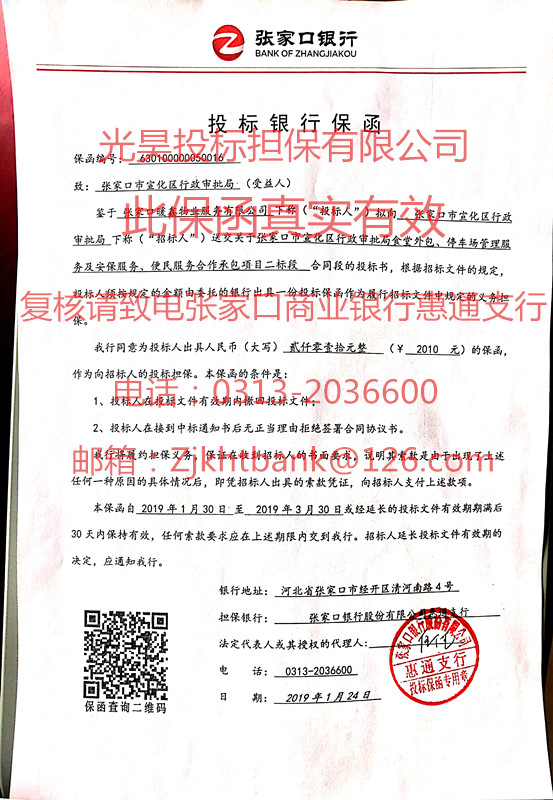 张家口银行
BANK OF ZHANGJIAKOU
投标银行保函
光昊投标担保有限公司
保函编号： 630100000050016
致： 张家口市宣化区行政审批局 （受益人）
此保函真实有效
鉴于 张家口暖鑫物业服务有限公司 下称（“投标人”）拟向 张家口市宣化区行政
审批局 下称（“招标人”）送交关于张家口市宣化区行政审批局食堂外包、停车场管理服
务及安保服务、便民服务合作承包项目二标段 合同段的投标书，根据招标文件的规定，
复核请致电张家口商业银行惠通支行
投标人须按规定的金额由委托的银行出具一份投标保函作为履行招标文件中规定的义务担
保。
我行同意为投标人出具人民币（大写） 贰仟零壹拾元整 （￥ 2010 元）的保函，
作为向招标人的投标担保。本保函的条件是：
电话：0313-2036600
1、投标人在投标文件有效期内撤回投标文件；
2、投标人在接到中标通知书后无正当理由拒绝签署合同协议书。
我行将履约担保义务，保证在收到招标人的书面要求，说明其索款是由于出现了上述
邮箱：Zjkhtbank@126.com
任何一种原因的具体情况后，即凭招标人出具的索款凭证，向招标人支付上述款项。
本保函自 2019年1月30日 至 2019年3月30日 或经延长的投标文件有效期期满后
30天内保持有效，任何索款要求应在上述期限内交到我行。招标人延长投标文件有效期的
决定，应通知我行。
银行地址： 河北省张家口市经开区清河南路4号
担保银行： 张家口银行股份有限公司惠通支行
法定代表人或其授权的代理人：
电 话： 0313-2036600
日 期： 2019年1月24日
保函查询二维码
张家口银行股份有限公司
惠通支行
投标保函专用章